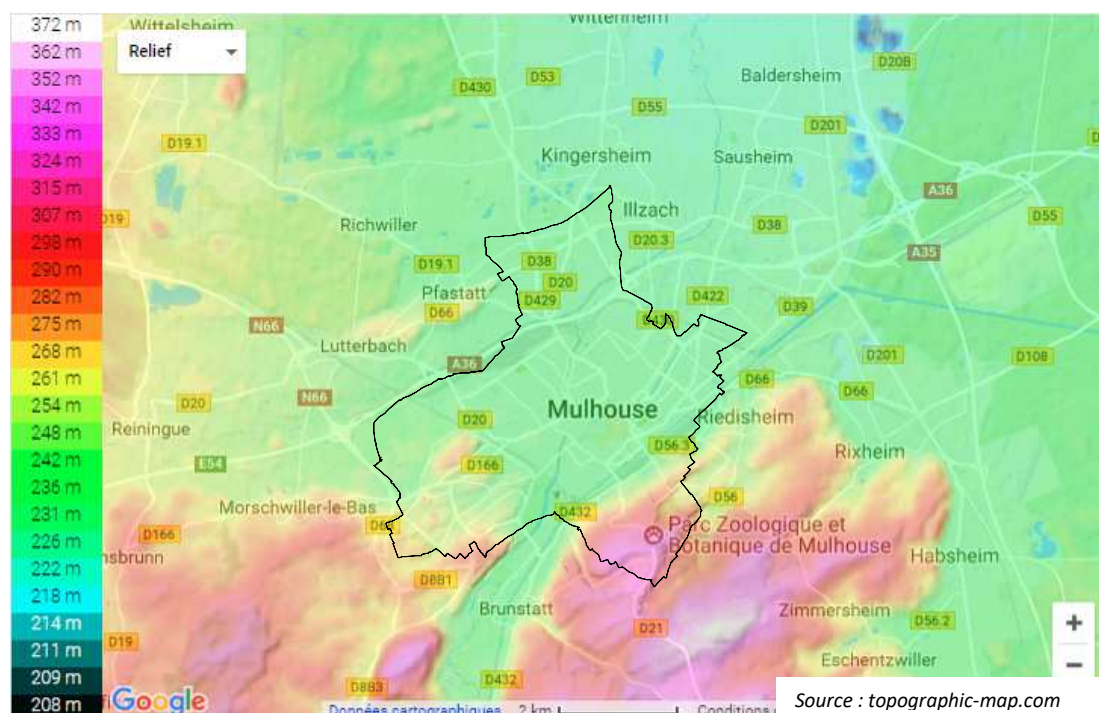 372 m
362 m
352 m
342 m
333 m
324 m
315 m
307 m
298 m
290 m
282 m
275 m
268 m
261 m
254 m
248 m
242 m
236 m
231 m
226 m
222 m
218 m
214 m
211 m
209 m
208 m
Relief
Wittelsheim
Wittenheim
D430
D53
D55
D20B
Baldersheim
D201
D19.1
Kingersheim
Sausheim
A36
D19
Richwiller
Illzach
D38
D55
D20.3
A35
D19.1
D38
D20
Pfastatt
D429
D422
D39
D66
N66
Lutterbach
A36
D201
D108
D66
D66
N66
D20
D20
Mulhouse
Riedisheim
Reiningue
D56.3
Rixheim
E54
D166
Morschwiller-le-Bas
D56
D432
D166
Parc Zoologique et
Botanique de Mulhouse
nsbrunn
Habsheim
D8B1
Brunstatt
Zimmersheim
D56.2
D19
D21
Eschentzwiller
D8B3
D432
Google
Données cartographiques
2 km
Conditions
+
−
Source : topographic-map.com